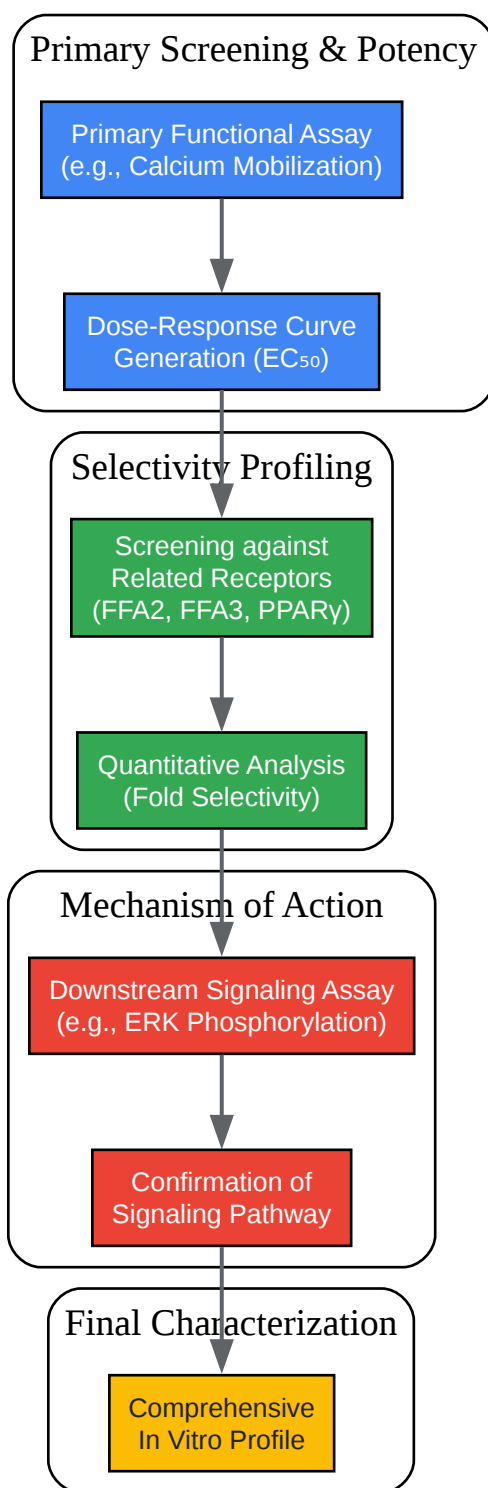 Primary Screening & Potency
Primary Functional Assay
(e.g., Calcium Mobilization)
Dose-Response Curve
Generation (EC₅₀)
Selectivity Profiling
Screening against
Related Receptors
(FFA2, FFA3, PPARγ)
Quantitative Analysis
(Fold Selectivity)
Mechanism of Action
Downstream Signaling Assay
(e.g., ERK Phosphorylation)
Confirmation of
Signaling Pathway
Final Characterization
Comprehensive
In Vitro Profile